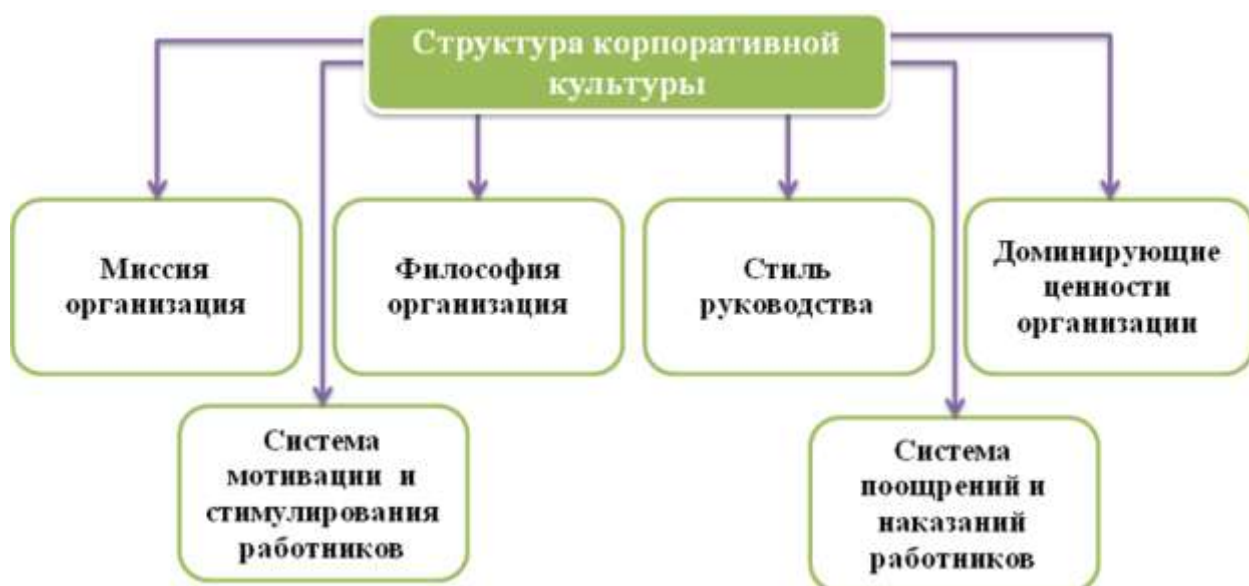 Структура корпоративной
культуры
Миссия
организация
Философия
организация
Стиль
руководства
Доминирующие
ценности
организации
Система
мотивации и
стимулирования
работников
Система
поощрений и
наказаний
работников